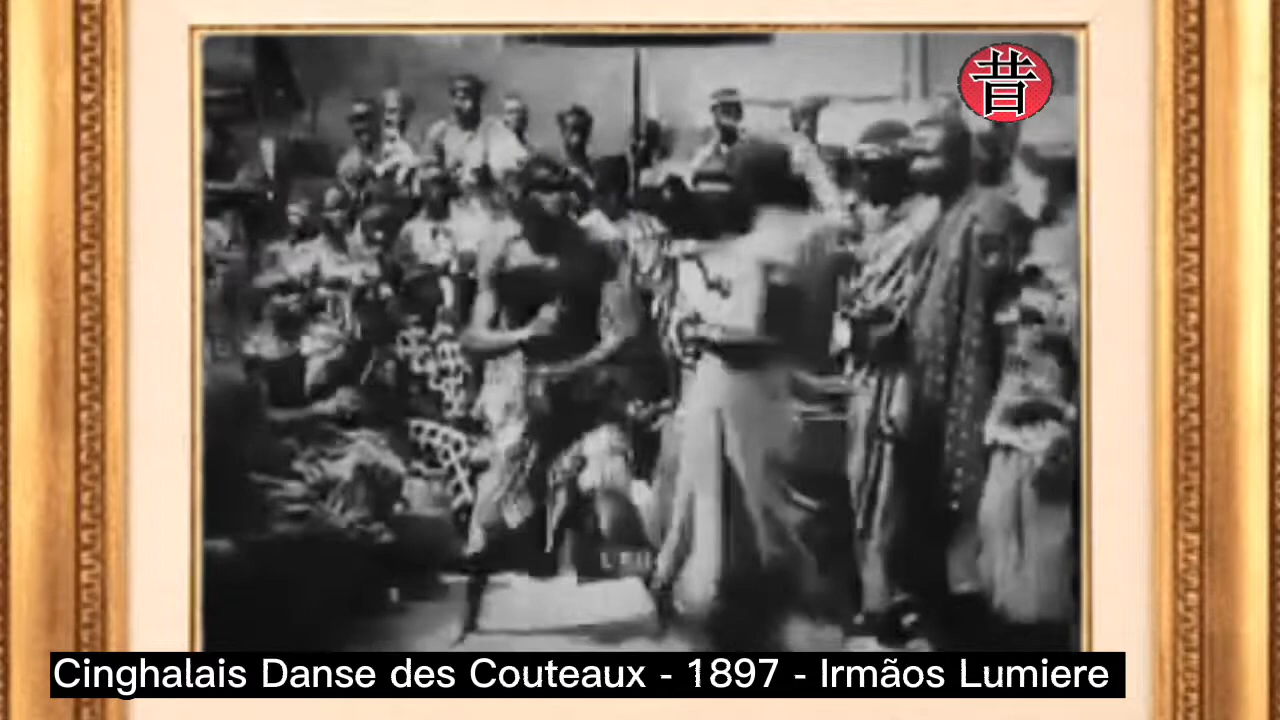 昔
Cinghalais Danse des Couteaux - 1897 - Irmãos Lumiere